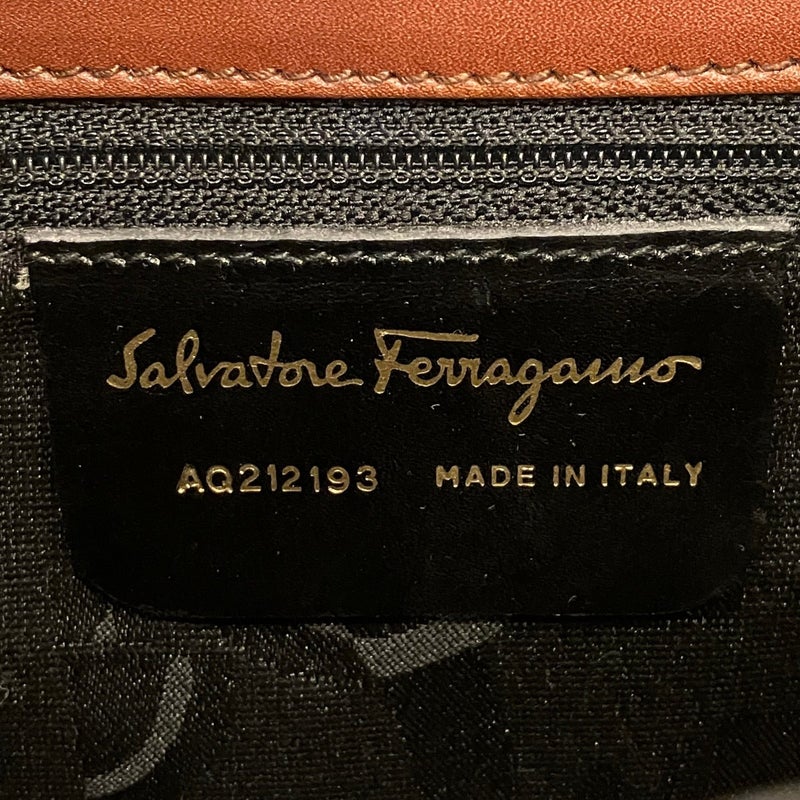 Salvatore Ferragamo
AQ212193 MADE IN ITALY